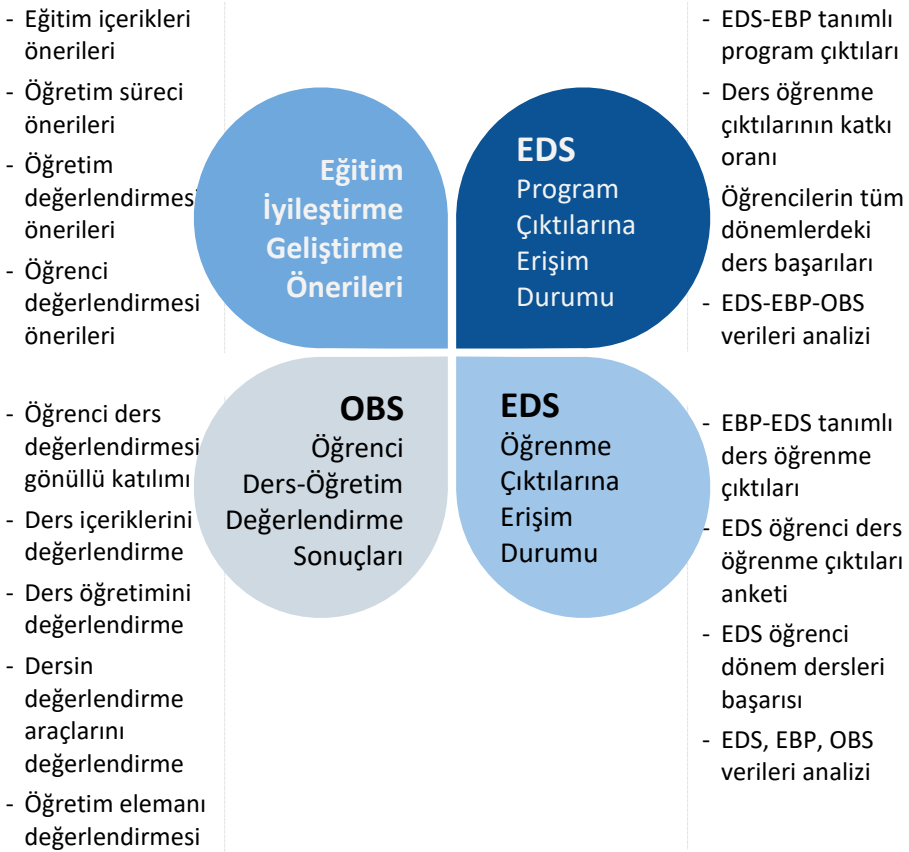 - Eğitim içerikleri
önerileri
- Öğretim süreci
önerileri
- Öğretim
değerlendirmesi
önerileri
- Öğrenci
değerlendirmesi
önerileri
Eğitim
İyileştirme
Geliştirme
Önerileri
EDS
Program
Çıktılarına
Erişim
Durumu
- EDS-EBP tanımlı
program çıktıları
- Ders öğrenme
çıktılarının katkı
oranı
Öğrencilerin tüm
dönemlerdeki
ders başarıları
- EDS-EBP-OBS
verileri analizi
- Öğrenci ders
değerlendirmesi
gönüllü katılımı
- Ders içeriklerini
değerlendirme
- Ders öğretimini
değerlendirme
- Dersin
değerlendirme
araçlarını
değerlendirme
- Öğretim elemanı
değerlendirmesi
OBS
Öğrenci
Ders-Öğretim
Değerlendirme
Sonuçları
EDS
Öğrenme
Çıktılarına
Erişim
Durumu
- EBP-EDS tanımlı
ders öğrenme
çıktıları
- EDS öğrenci ders
öğrenme çıktıları
anketi
- EDS öğrenci
dönem dersleri
başarısı
- EDS, EBP, OBS
verileri analizi